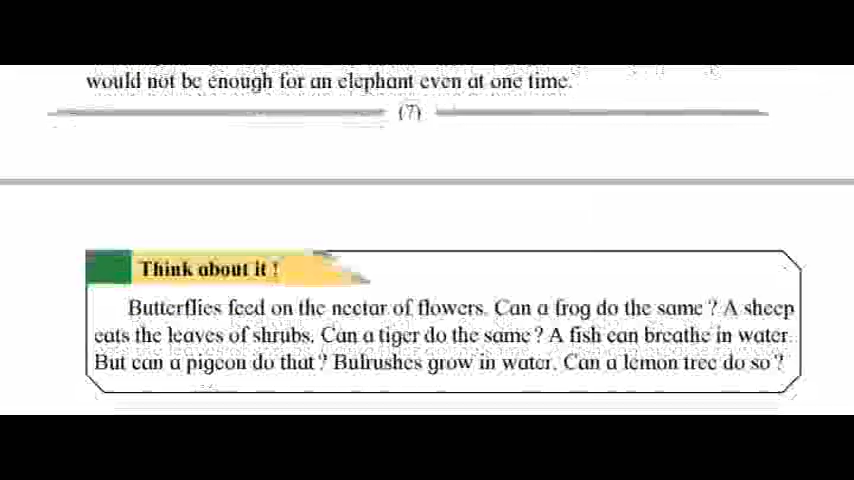 would not be enough for an elephant even at one time.
(7)
Think about it !
Butterflies feed on the nectar of flowers. Can a frog do the same ? A sheep
eats the leaves of shrubs. Can a tiger do the same ? A fish can breathe in water.
But can a pigeon do that ? Bulrushes grow in water. Can a lemon tree do so ?